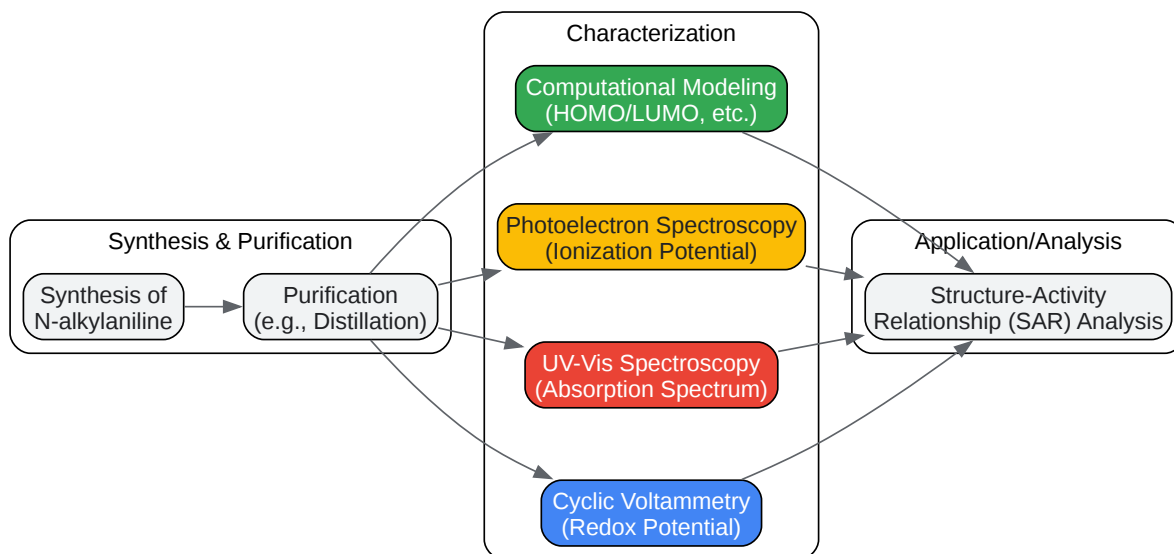 Synthesis & Purification
Synthesis of
N-alkylaniline
Purification
(e.g., Distillation)
Characterization
Computational Modeling
(HOMO/LUMO, etc.)
Photoelectron Spectroscopy
(Ionization Potential)
UV-Vis Spectroscopy
(Absorption Spectrum)
Cyclic Voltammetry
(Redox Potential)
Application/Analysis
Structure-Activity
Relationship (SAR) Analysis